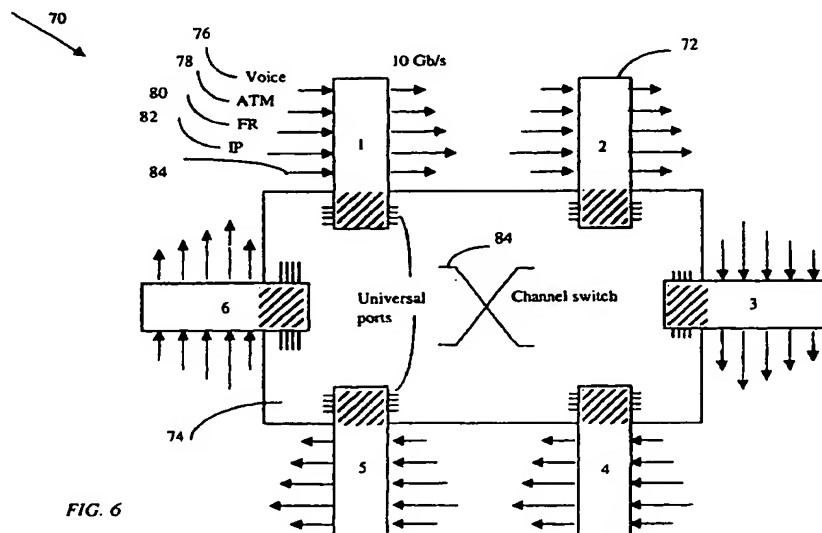 70
76
Voice
10 Gb/s
72
78
ATM
80
FR
82
IP
84
1
2
84
6
Universal
ports
Channel switch
3
74
5
4
FIG. 6